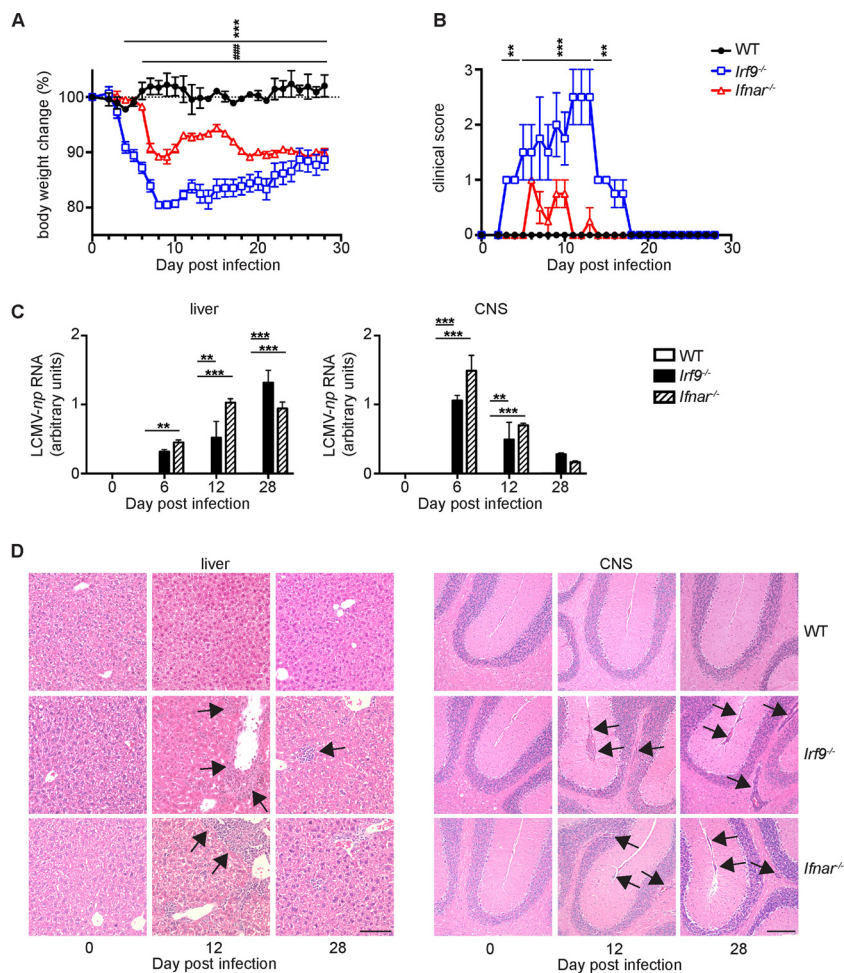 A
***
###
body weight change (%)
100
90
80
0
10
20
30
Day post infection
B
**
***
**
clinical score
3
2
1
0
0
10
20
30
Day post infection
WT
Irf9-/-
Ifnar-/-
C
liver
LCMV-np RNA
(arbitrary units)
2
1
0
**
**
***
***
***
0
6
12
28
Day post infection
CNS
LCMV-np RNA
(arbitrary units)
2
1
0
***
***
**
***
0
6
12
28
Day post infection
WT
Irf9-/-
Ifnar-/-
D
liver
CNS
WT
Irf9-/-
Ifnar-/-
0
12
28
Day post infection
0
12
28
Day post infection